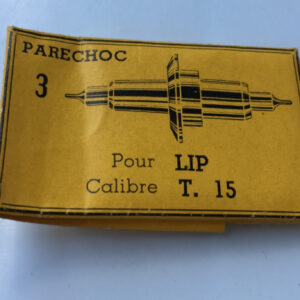 PARECHOC
3
Pour LIP
Calibre T. 15